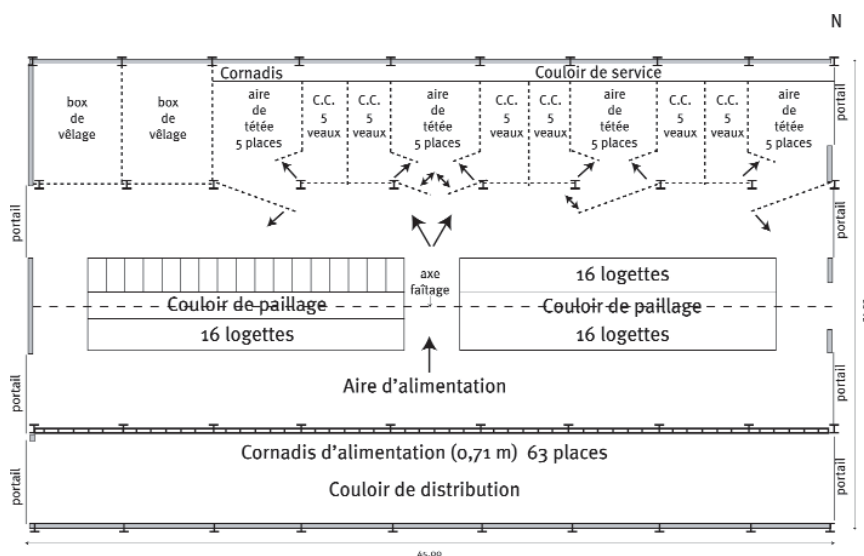 N
Cornadis
Couloir de service
box
de
vêlage
box
de
vêlage
aire
de
tétée
5 places
C.C.
5
veaux
C.C.
5
veaux
aire
de
tétée
5 places
C.C.
5
veaux
C.C.
5
veaux
aire
de
tétée
5 places
C.C.
5
veaux
C.C.
5
veaux
aire
de
tétée
5 places
portail
portail
portail
axe
faîtage
16 logettes
Couloir de paillage
Couloir de paillage
16 logettes
16 logettes
portail
portail
Aire d'alimentation
Cornadis d'alimentation (0,71 m) 63 places
Couloir de distribution
portail
portail